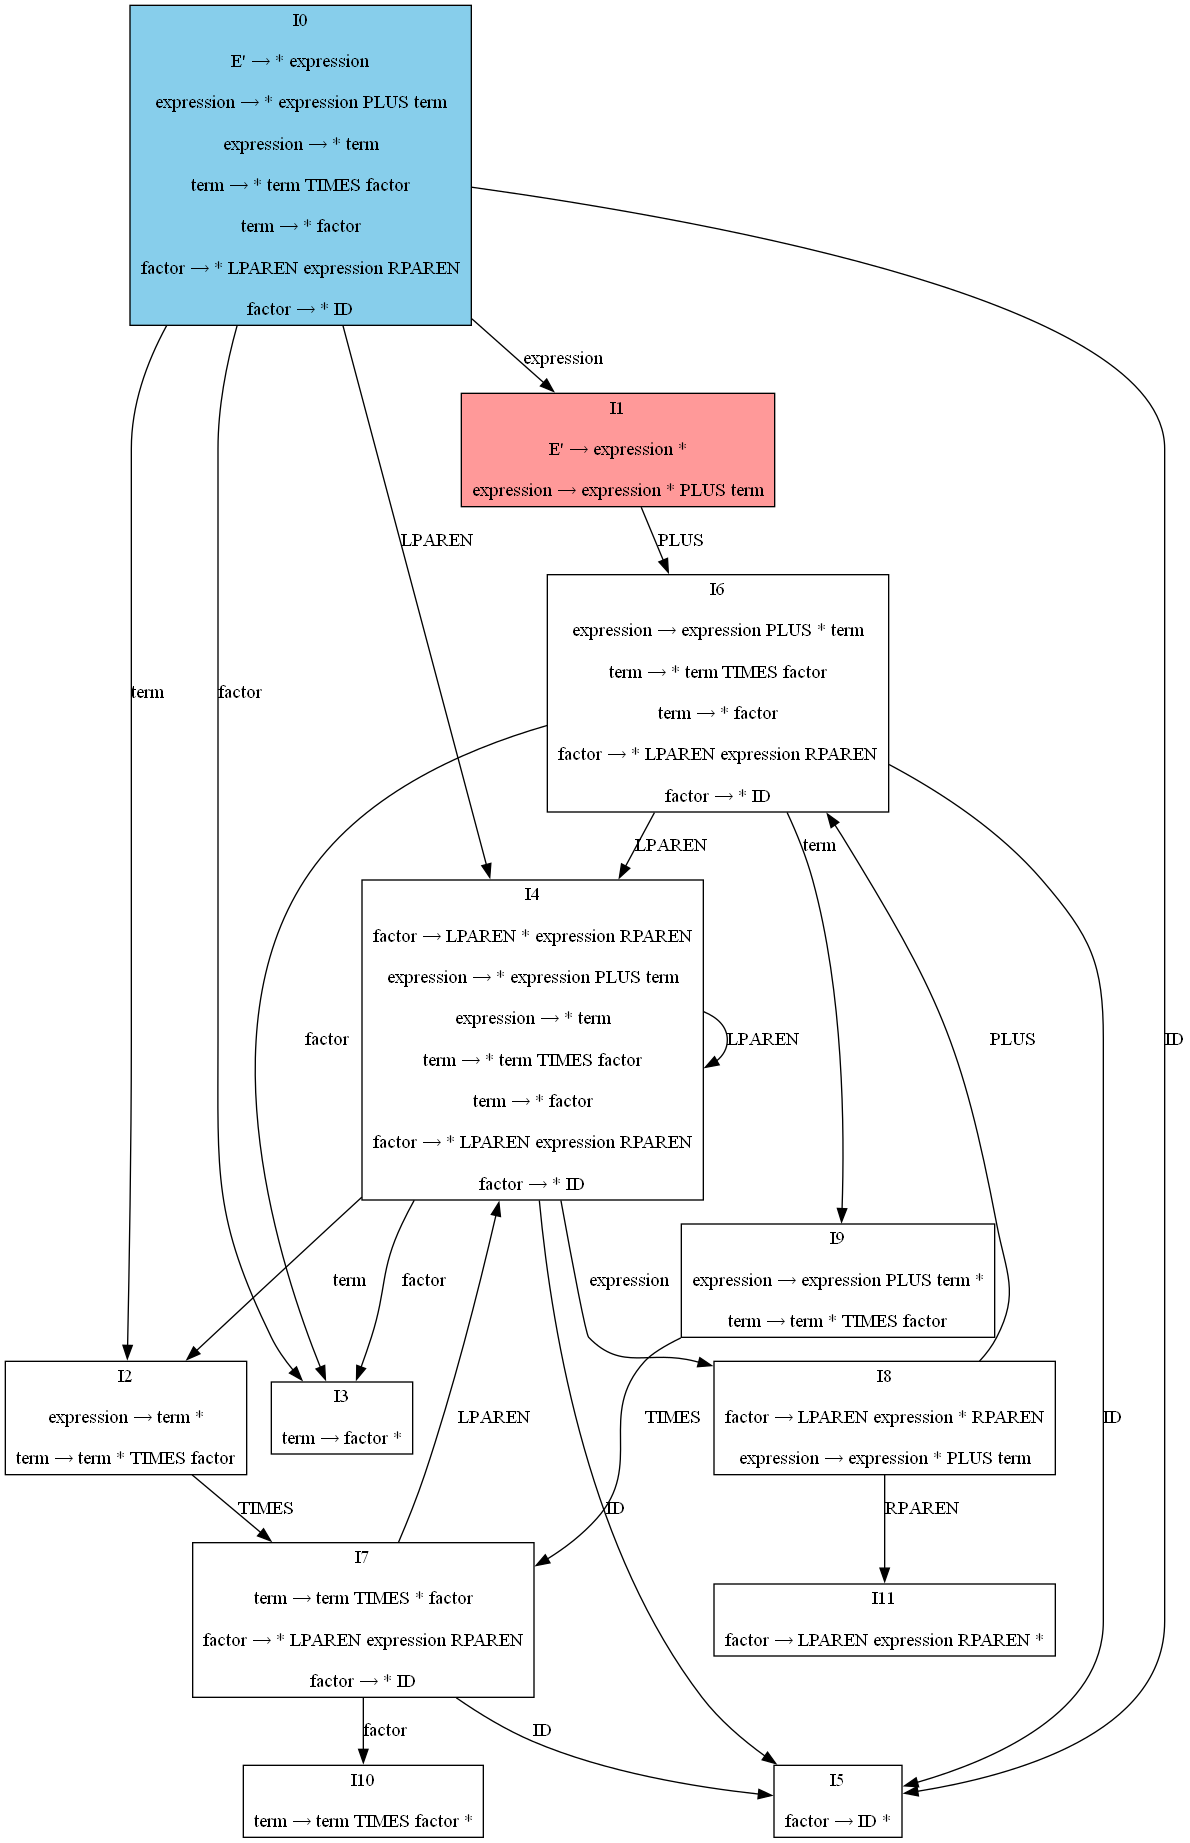 I0
E' → * expression
expression → * expression PLUS term
expression → * term
term → * term TIMES factor
term → * factor
factor → * LPAREN expression RPAREN
factor → * ID
expression
I1
E' → expression *
expression → expression * PLUS term
LPAREN
PLUS
I6
expression → expression PLUS * term
term → * term TIMES factor
term → * factor
factor → * LPAREN expression RPAREN
factor → * ID
term
factor
LPAREN
term
I4
factor → LPAREN * expression RPAREN
expression → * expression PLUS term
expression → * term
term → * term TIMES factor
term → * factor
factor → * LPAREN expression RPAREN
factor → * ID
factor
LPAREN
PLUS
ID
I9
expression → expression PLUS term *
term → term * TIMES factor
term
factor
expression
I2
expression → term *
term → term * TIMES factor
I3
term → factor *
LPAREN
TIMES
I8
factor → LPAREN expression * RPAREN
expression → expression * PLUS term
ID
TIMES
ID
RPAREN
I7
term → term TIMES * factor
factor → * LPAREN expression RPAREN
factor → * ID
I11
factor → LPAREN expression RPAREN *
factor
ID
I10
term → term TIMES factor *
I5
factor → ID *